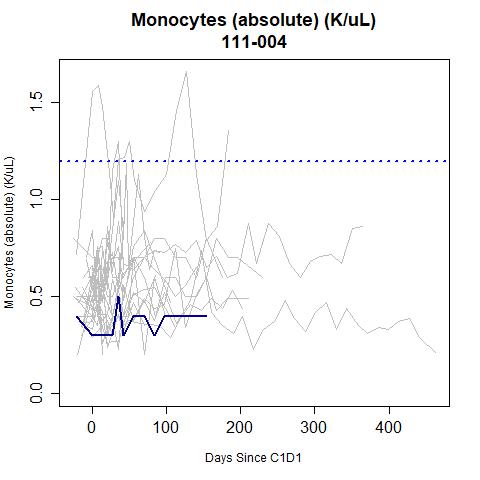 Monocytes (absolute) (K/uL)
111-004
Monocytes (absolute) (K/uL)
1.5
1.0
0.5
0.0
0 100 200 300 400
Days Since C1D1